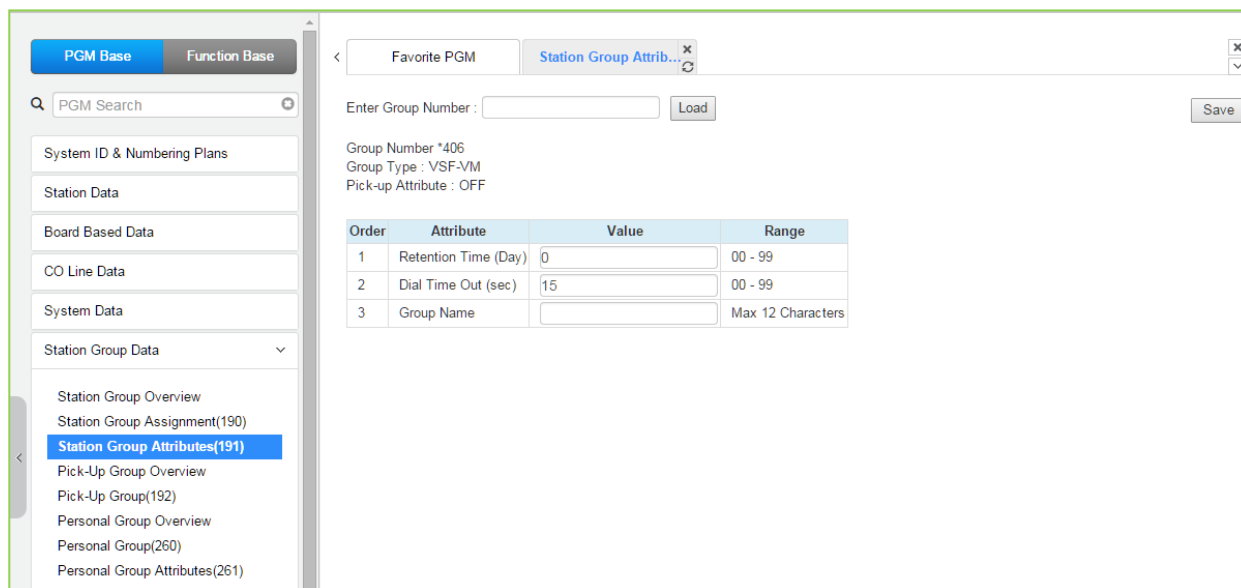 PGM Base
Function Base
PGM Search
System ID & Numbering Plans
Station Data
Board Based Data
CO Line Data
System Data
Station Group Data
Station Group Overview
Station Group Assignment(190)
Station Group Attributes(191)
Pick-Up Group Overview
Pick-Up Group(192)
Personal Group Overview
Personal Group(260)
Personal Group Attributes(261)
Favorite PGM
Station Group Attrib...
Enter Group Number :
Load
Save
Group Number *406
Group Type : VSF-VM
Pick-up Attribute : OFF
Order Attribute Value Range
1 Retention Time (Day) 0 00 - 99
2 Dial Time Out (sec) 15 00 - 99
3 Group Name Max 12 Characters